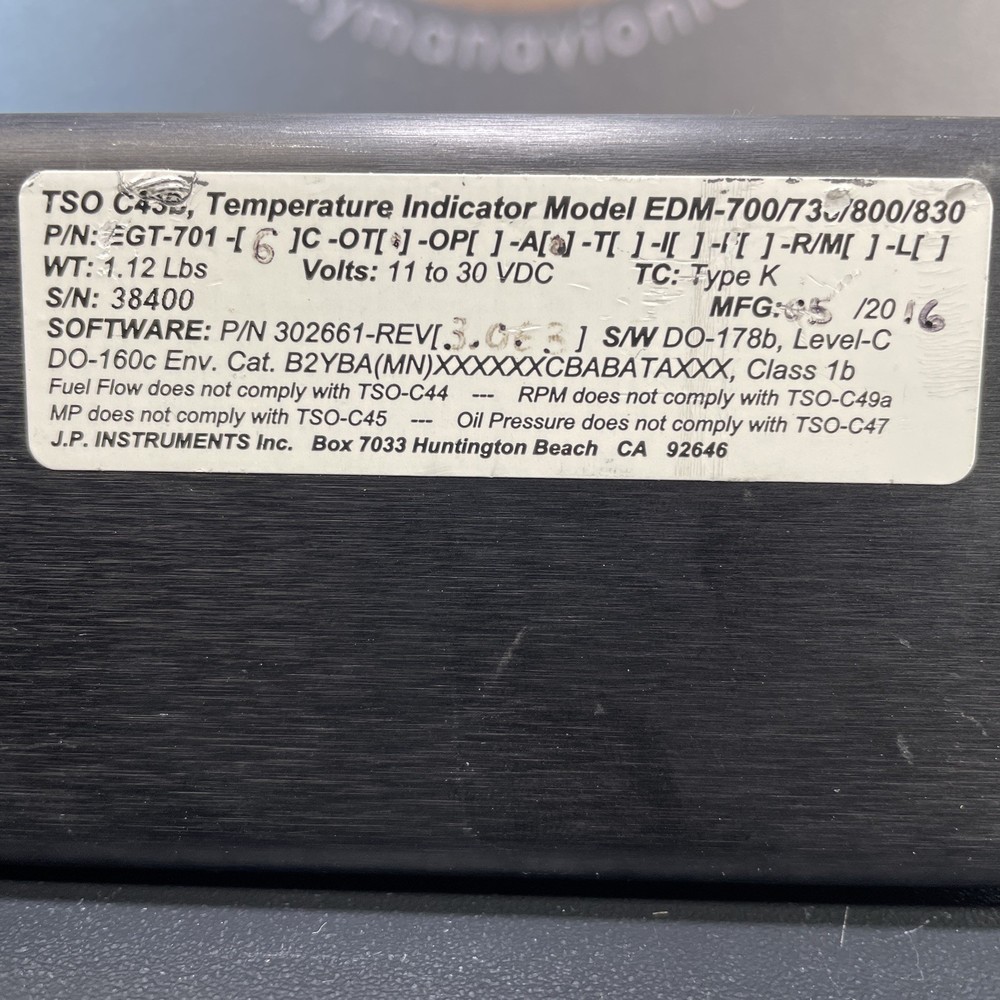 TSO C43B, Temperature Indicator Model EDM-700/730/800/830
P/N: EGT-701 -[ 6 ]C -OT[ ] -OP[ ] -A[ ] -T[ ] -I[ ] -F[ ] -R/M[ ] -L[ ]
WT: 1.12 Lbs Volts: 11 to 30 VDC TC: Type K
S/N: 38400 MFG: 05 /2016
SOFTWARE: P/N 302661-REV[ ] S/W DO-178b, Level-C
DO-160c Env. Cat. B2YBA(MN)XXXXXXCBABATAXXX, Class 1b
Fuel Flow does not comply with TSO-C44 --- RPM does not comply with TSO-C49a
MP does not comply with TSO-C45 --- Oil Pressure does not comply with TSO-C47
J.P. INSTRUMENTS Inc. Box 7033 Huntington Beach CA 92646